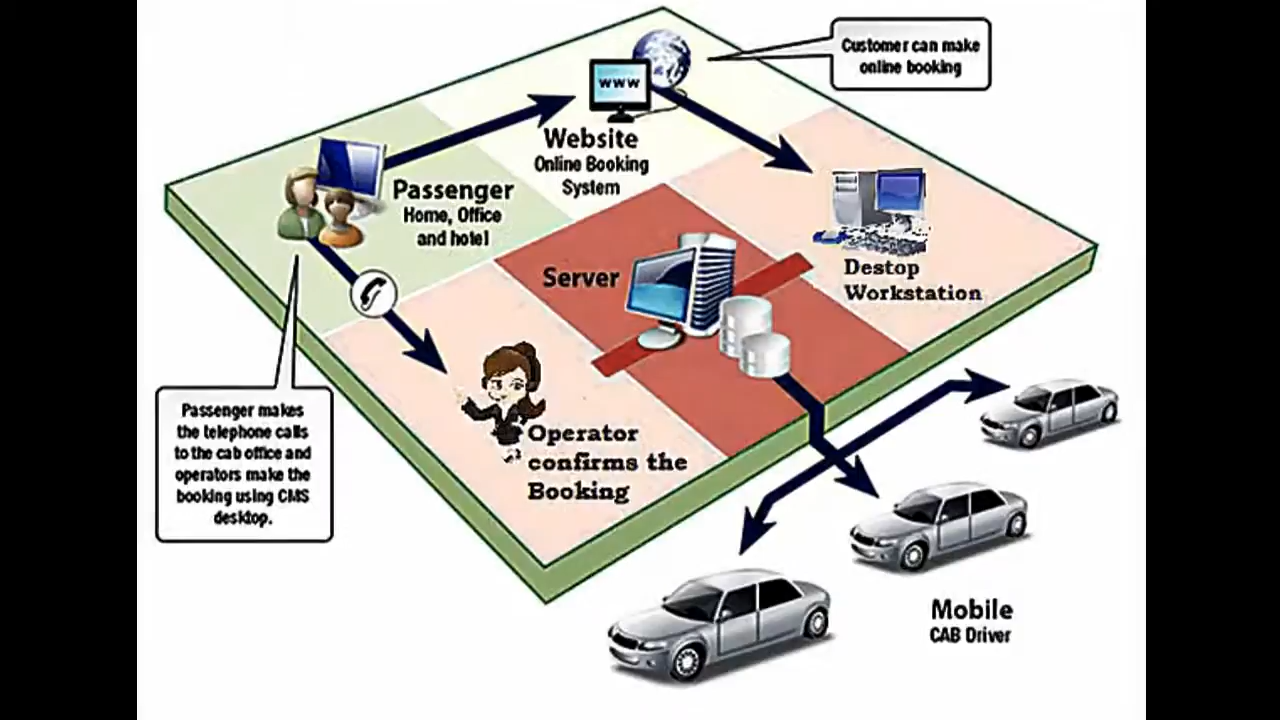 Customer can make
online booking
www
Website
Online Booking
System
Passenger
Home, Office
and hotel
Server
Destop
Workstation
Passenger makes
the telephone calls
to the cab office and
operators make the
booking using CMS
desktop.
Operator
confirms the
Booking
Mobile
CAB Driver